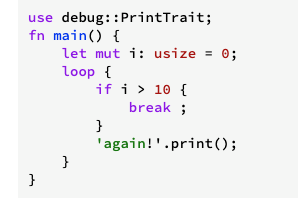 use debug::PrintTrait;
fn main() {
    let mut i: usize = 0;
    loop {
        if i > 10 {
            break ;
        }
        'again!'.print();
    }
}